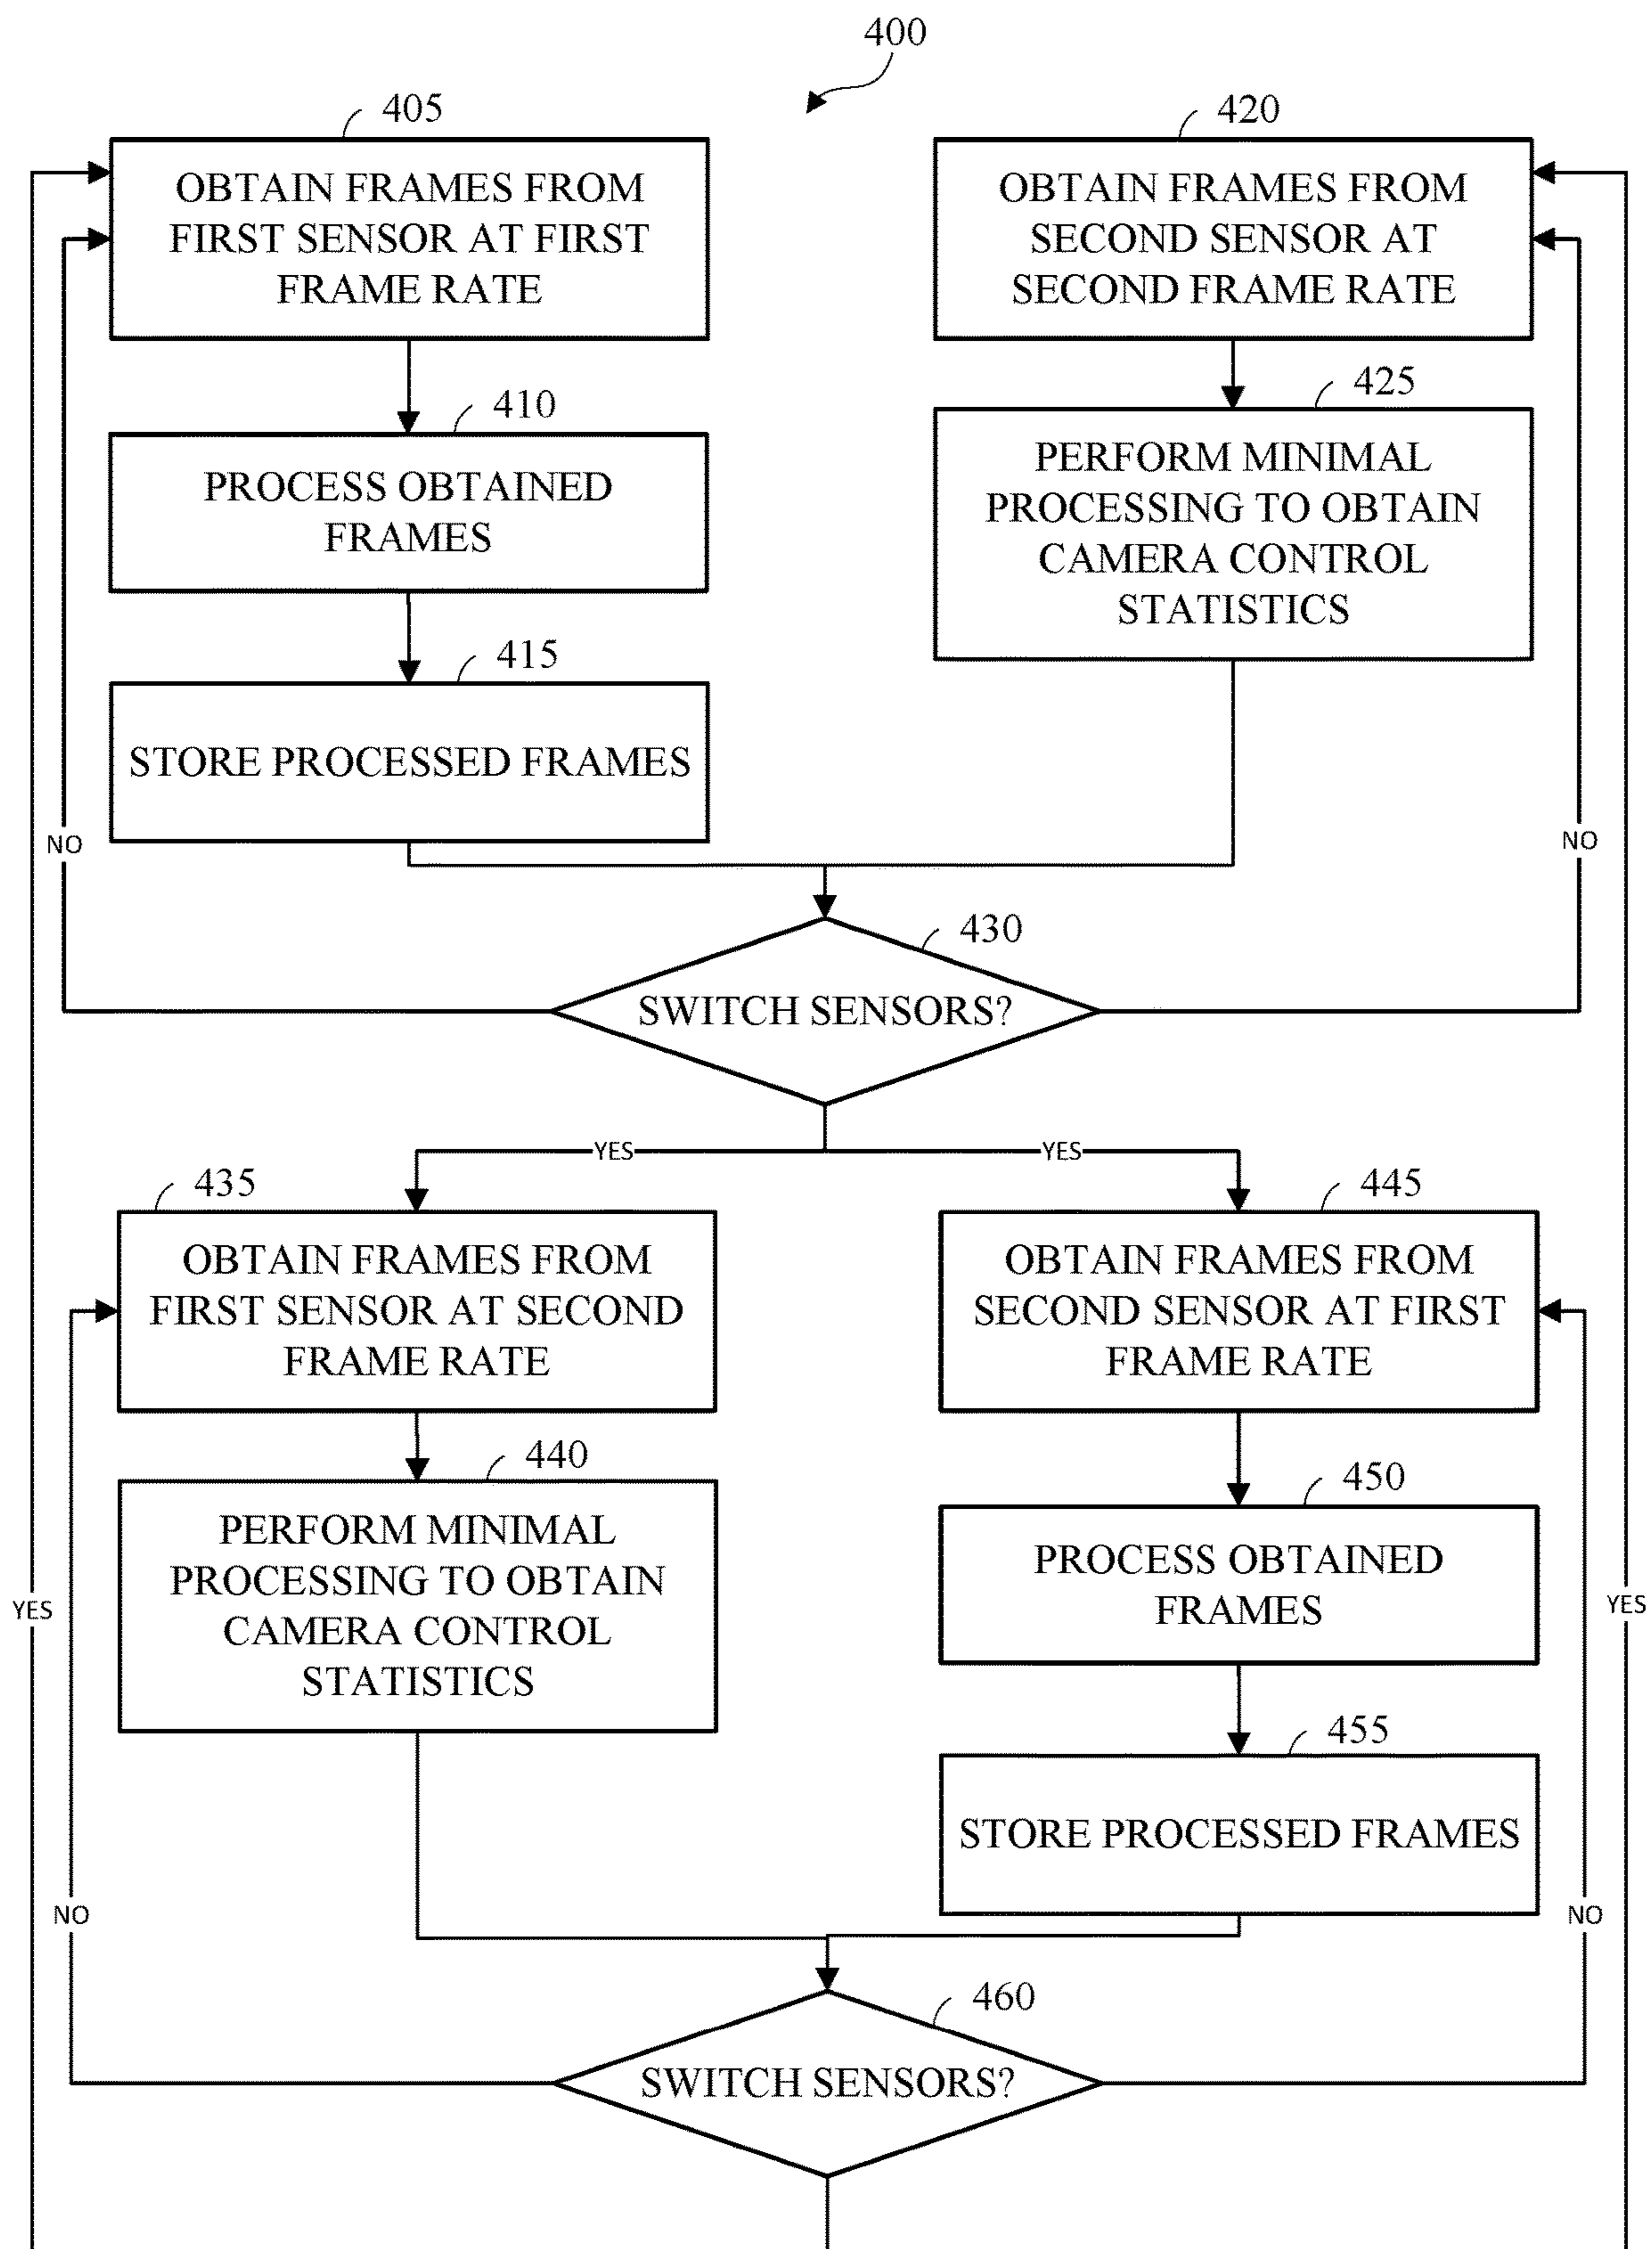 400
405
OBTAIN FRAMES FROM
FIRST SENSOR AT FIRST
FRAME RATE
420
OBTAIN FRAMES FROM
SECOND SENSOR AT
SECOND FRAME RATE
410
PROCESS OBTAINED
FRAMES
425
PERFORM MINIMAL
PROCESSING TO OBTAIN
CAMERA CONTROL
STATISTICS
415
STORE PROCESSED FRAMES
NO
NO
430
SWITCH SENSORS?
YES
YES
435
OBTAIN FRAMES FROM
FIRST SENSOR AT SECOND
FRAME RATE
445
OBTAIN FRAMES FROM
SECOND SENSOR AT FIRST
FRAME RATE
440
PERFORM MINIMAL
PROCESSING TO OBTAIN
CAMERA CONTROL
STATISTICS
450
PROCESS OBTAINED
FRAMES
YES
YES
455
STORE PROCESSED FRAMES
NO
NO
460
SWITCH SENSORS?